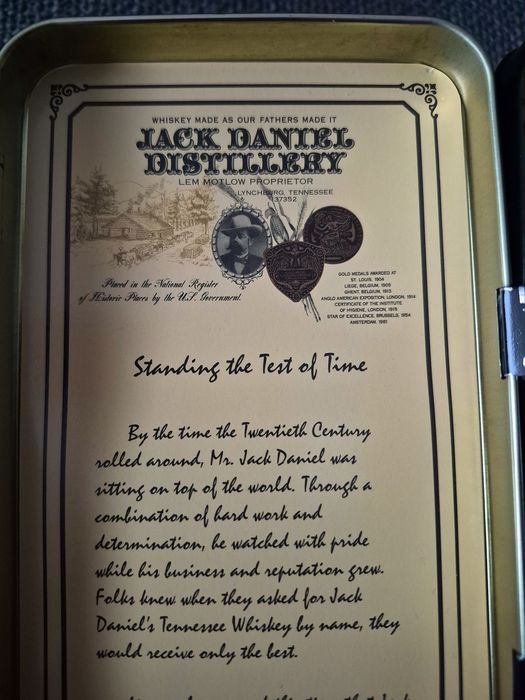 WHISKEY MADE AS OUR FATHERS MADE IT
JACK DANIEL
DISTILLERY
LEM MOTLOW PROPRIETOR
LYNCHBURG, TENNESSEE
37352
Placed in the National Register
of Historic Places by the U.S. Government.
GOLD MEDALS AWARDED AT
ST. LOUIS, 1904
LIEGE, BELGIUM, 1905
GHENT, BELGIUM, 1913
ANGLO AMERICAN EXPOSITION, LONDON, 1914
CERTIFICATE OF THE INSTITUTE
OF HYGIENE, LONDON, 1915
STAR OF EXCELLENCE, BRUSSELS, 1954
AMSTERDAM, 1981
Standing the Test of Time
By the time the Twentieth Century
rolled around, Mr. Jack Daniel was
sitting on top of the world. Through a
combination of hard work and
determination, he watched with pride
while his business and reputation grew.
Folks knew when they asked for Jack
Daniel's Tennessee Whiskey by name, they
would receive only the best.